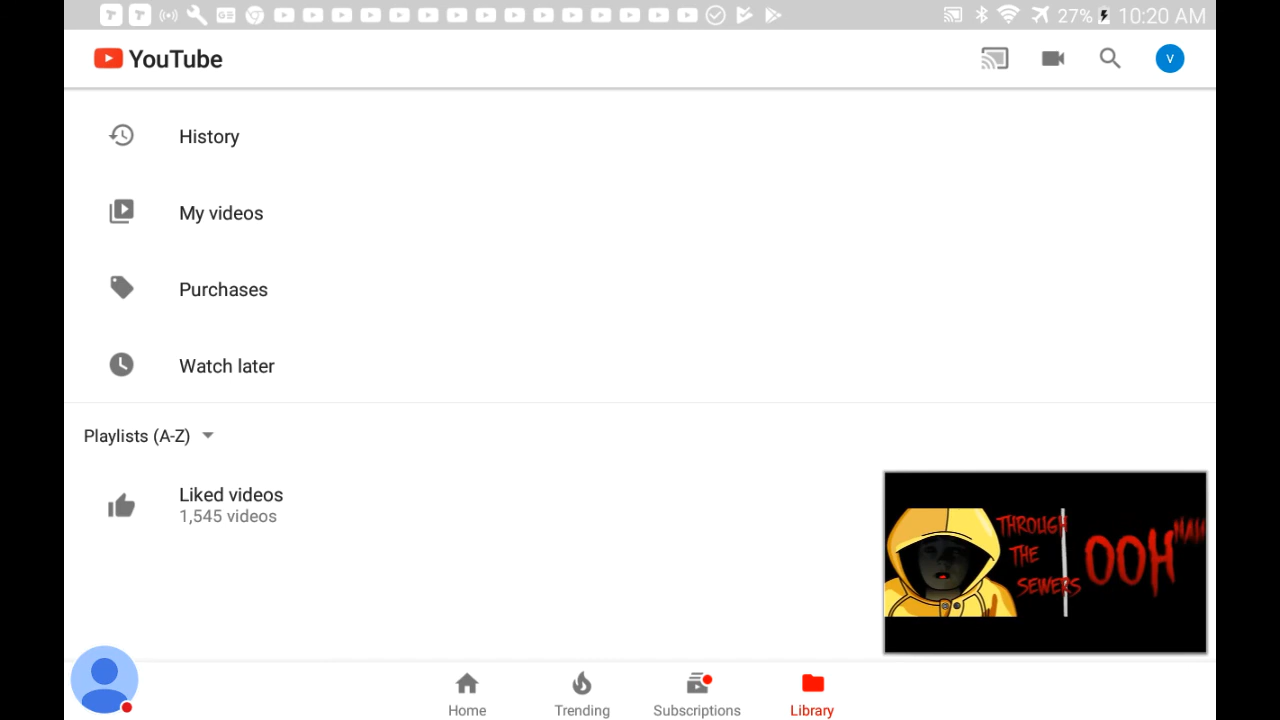 27% 10:20 AM
YouTube
V
History
My videos
Purchases
Watch later
Playlists (A-Z)
Liked videos
1,545 videos
THROUGH
THE
SEWERS
OOH
Home
Trending
Subscriptions
Library